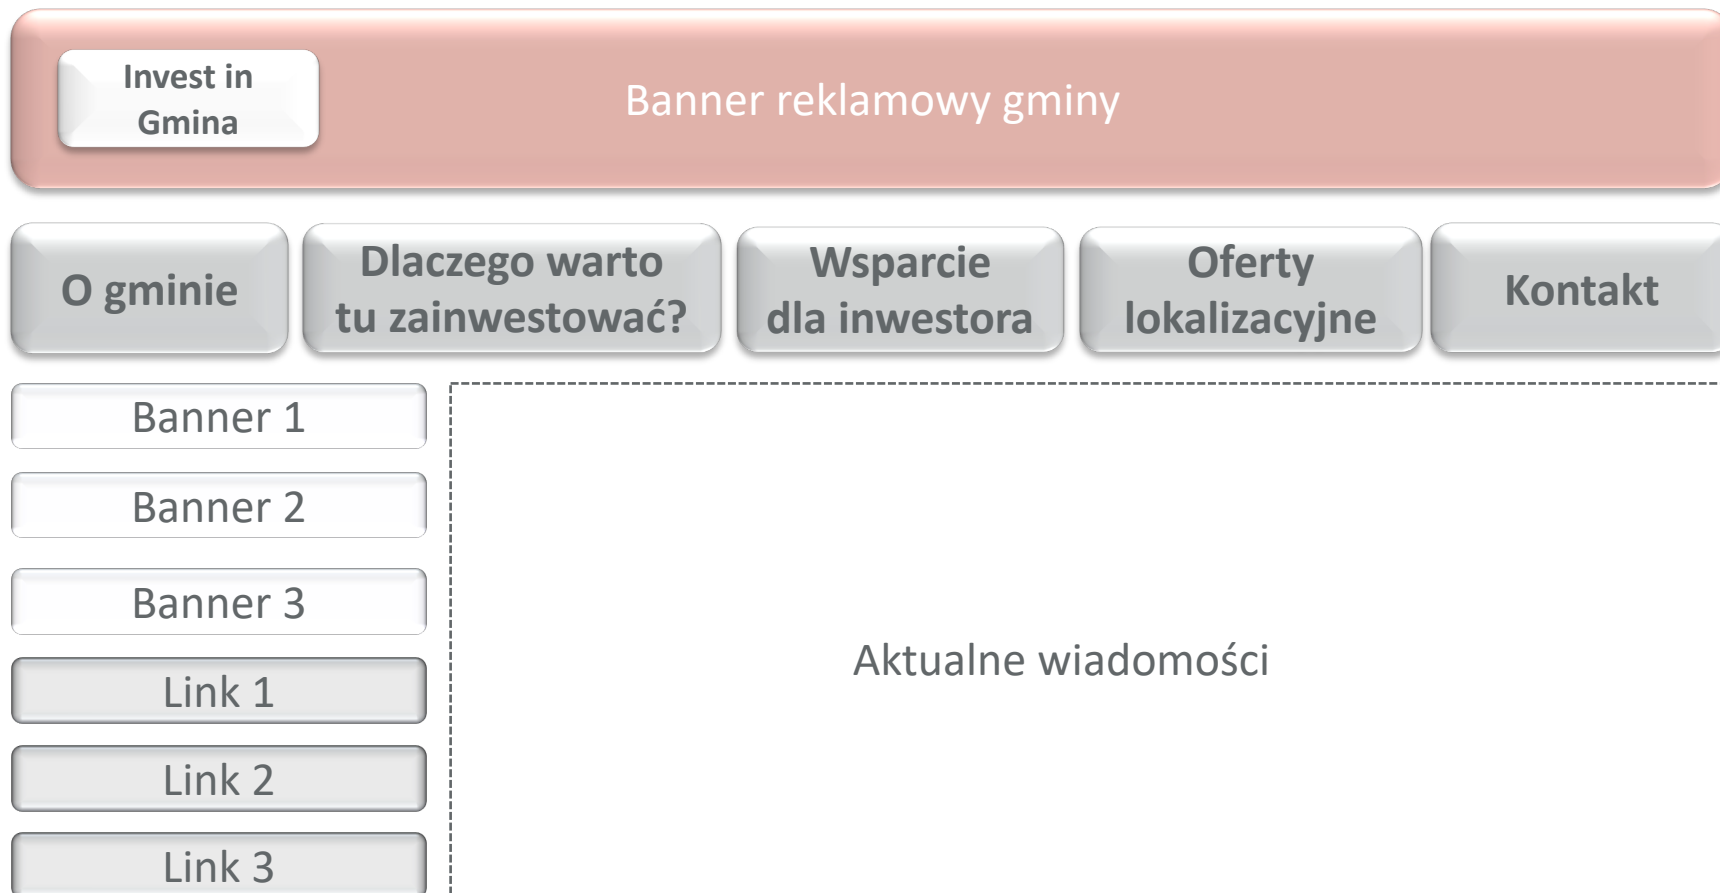 Invest in
Gmina
Banner reklamowy gminy
O gminie
Dlaczego warto
tu zainwestować?
Wsparcie
dla inwestora
Oferty
lokalizacyjne
Kontakt
Banner 1
Banner 2
Banner 3
Link 1
Link 2
Link 3
Aktualne wiadomości